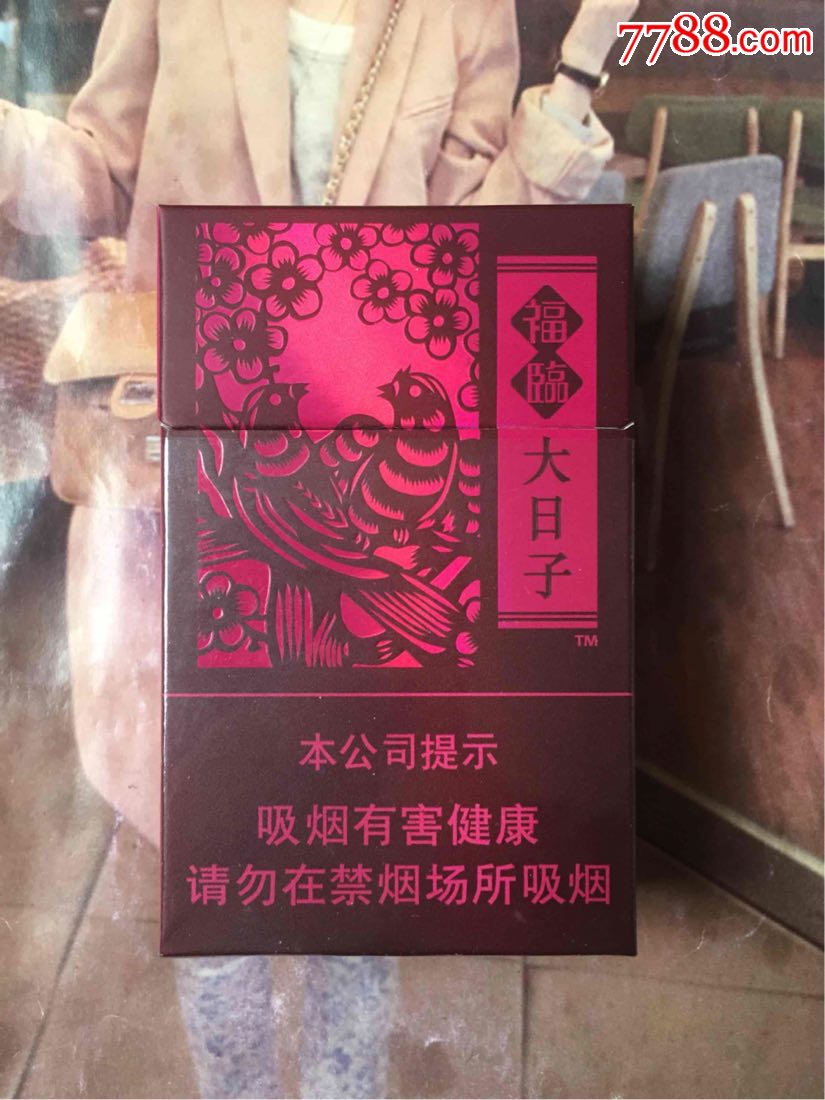 7788.com
福臨
大日子
TM
本公司提示
吸烟有害健康
请勿在禁烟场所吸烟